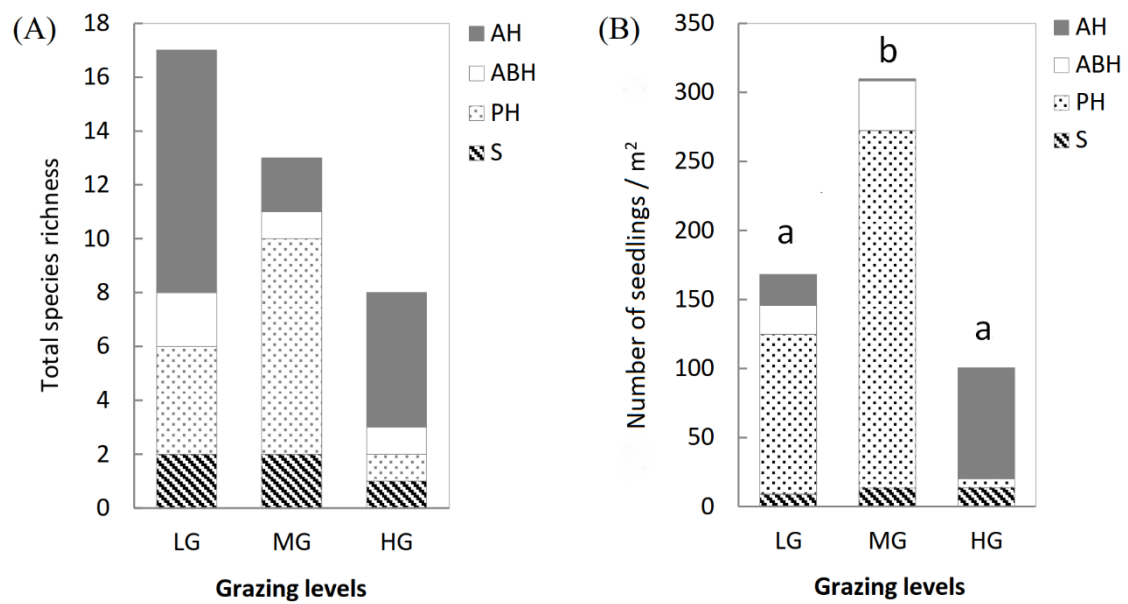 (A)
Total species richness
18
16
14
12
10
8
6
4
2
0
LG MG HG
Grazing levels
AH
ABH
PH
S
(B)
Number of seedlings / m²
350
300
250
200
150
100
50
0
a
b
a
LG MG HG
Grazing levels
AH
ABH
PH
S